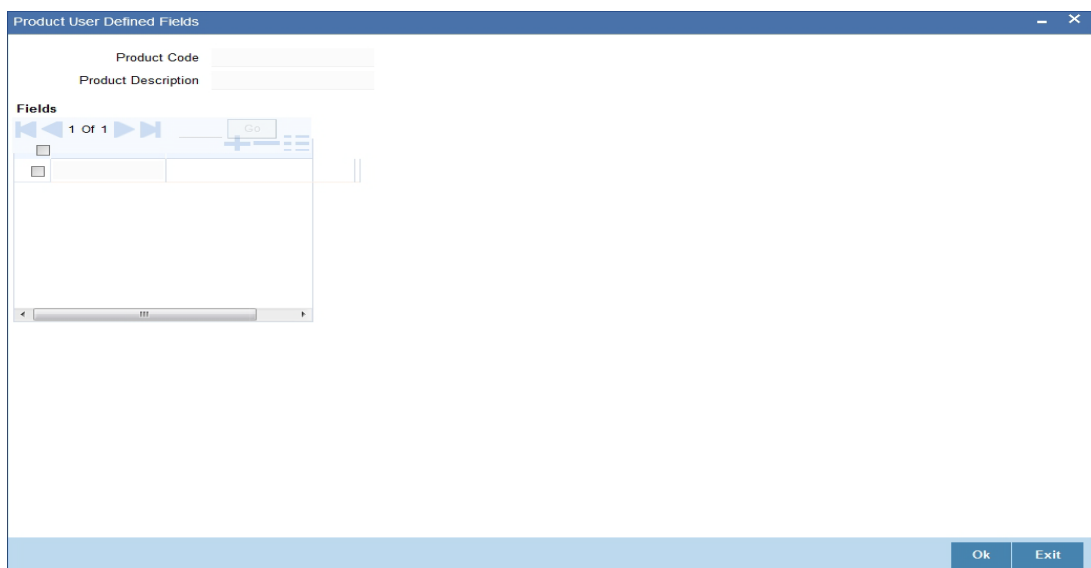 Product User Defined Fields
Product Code
Product Description
Fields
1 Of 1 Go
Ok Exit